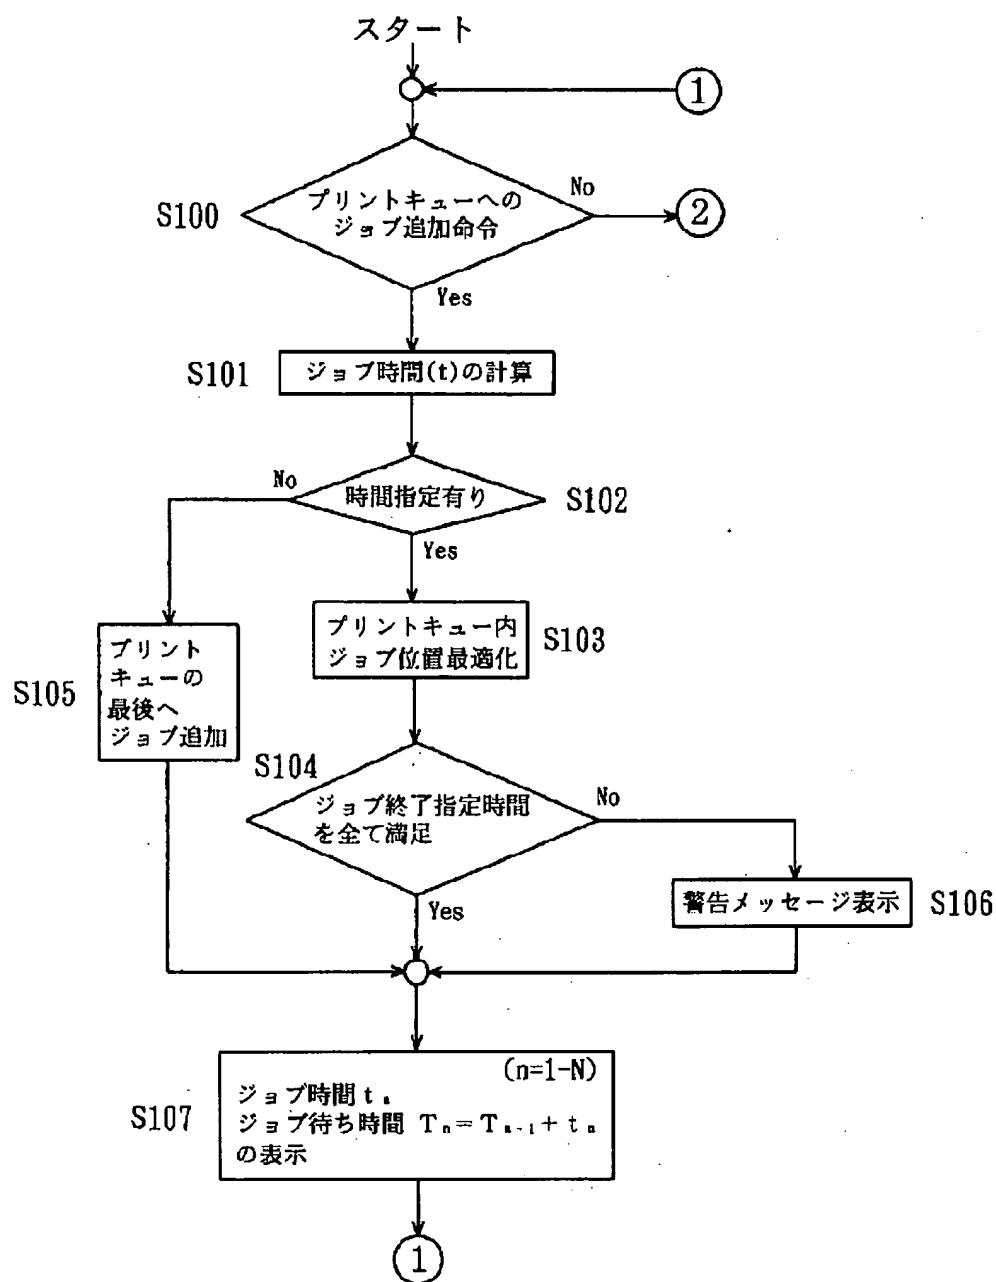 スタート
1
S100
プリントキューへの
ジョブ追加命令
No
2
Yes
S101
ジョブ時間(t)の計算
No
時間指定有り
S102
Yes
プリントキュー内
ジョブ位置最適化
S103
S105
プリント
キューの
最後へ
ジョブ追加
S104
ジョブ終了指定時間
を全て満足
No
Yes
警告メッセージ表示
S106
S107
(n=1-N)
ジョブ時間 tₙ
ジョブ待ち時間 Tₙ=Tₙ₋₁+tₙ
の表示
1